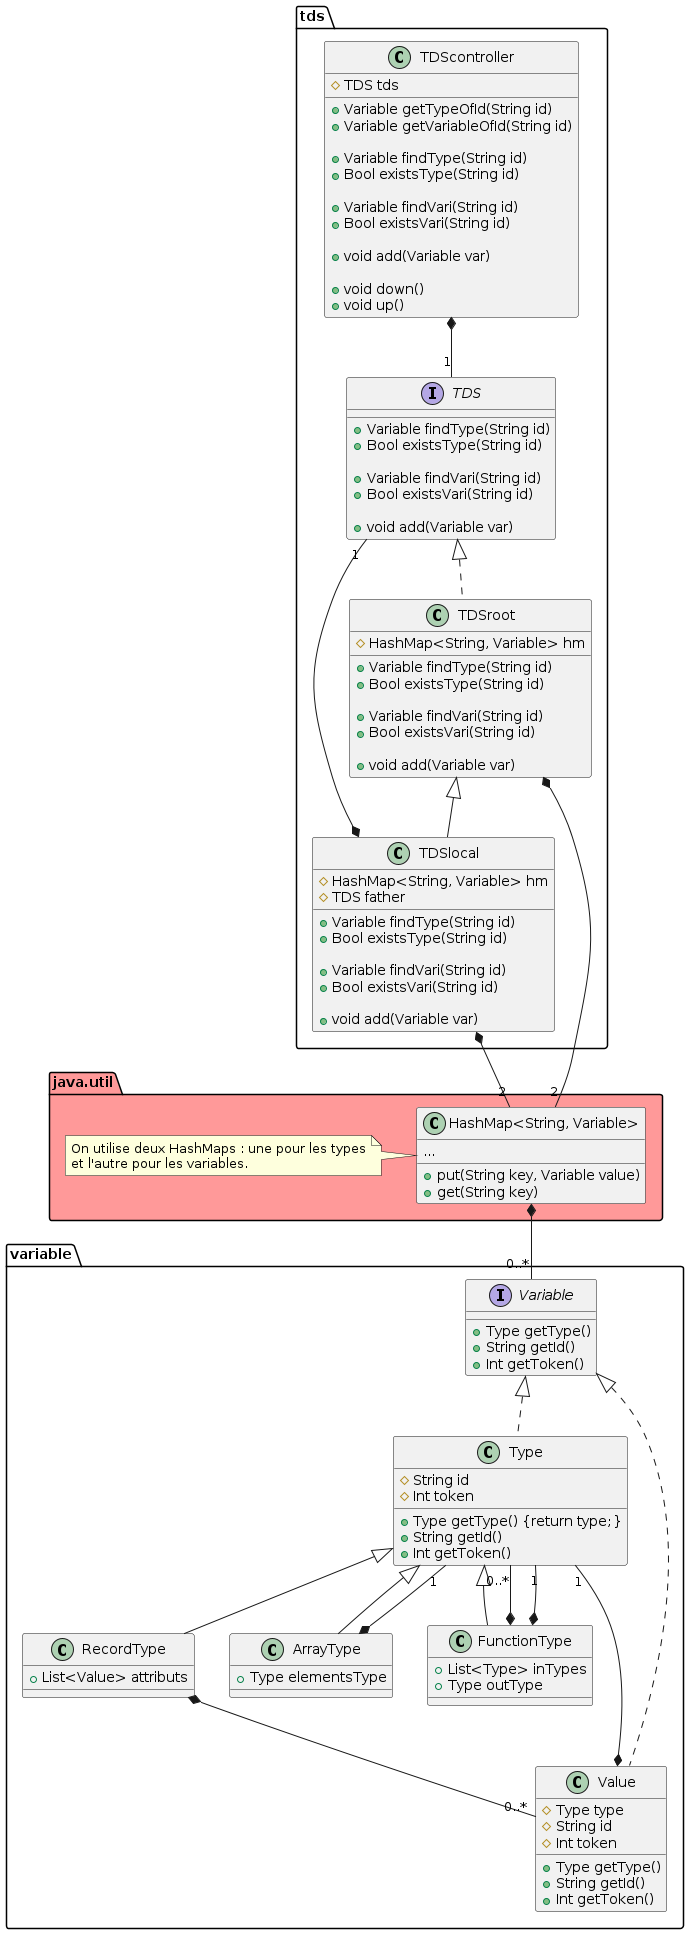 tds
C TDScontroller
TDS tds
Variable getTypeOfId(String id)
Variable getVariableOfId(String id)
Variable findType(String id)
Bool existsType(String id)
Variable findVari(String id)
Bool existsVari(String id)
void add(Variable var)
void down()
void up()
1
I TDS
Variable findType(String id)
Bool existsType(String id)
Variable findVari(String id)
Bool existsVari(String id)
void add(Variable var)
1
C TDSroot
HashMap<String, Variable> hm
Variable findType(String id)
Bool existsType(String id)
Variable findVari(String id)
Bool existsVari(String id)
void add(Variable var)
C TDSlocal
HashMap<String, Variable> hm
TDS father
Variable findType(String id)
Bool existsType(String id)
Variable findVari(String id)
Bool existsVari(String id)
void add(Variable var)
java.util
2
2
C HashMap<String, Variable>
...
put(String key, Variable value)
get(String key)
On utilise deux HashMaps : une pour les types
et l'autre pour les variables.
variable
0..*
I Variable
Type getType()
String getId()
Int getToken()
C Type
String id
Int token
Type getType() {return type;}
String getId()
Int getToken()
1
0..*
1
1
C RecordType
List<Value> attributs
C ArrayType
Type elementsType
C FunctionType
List<Type> inTypes
Type outType
0..*
C Value
Type type
String id
Int token
Type getType()
String getId()
Int getToken()